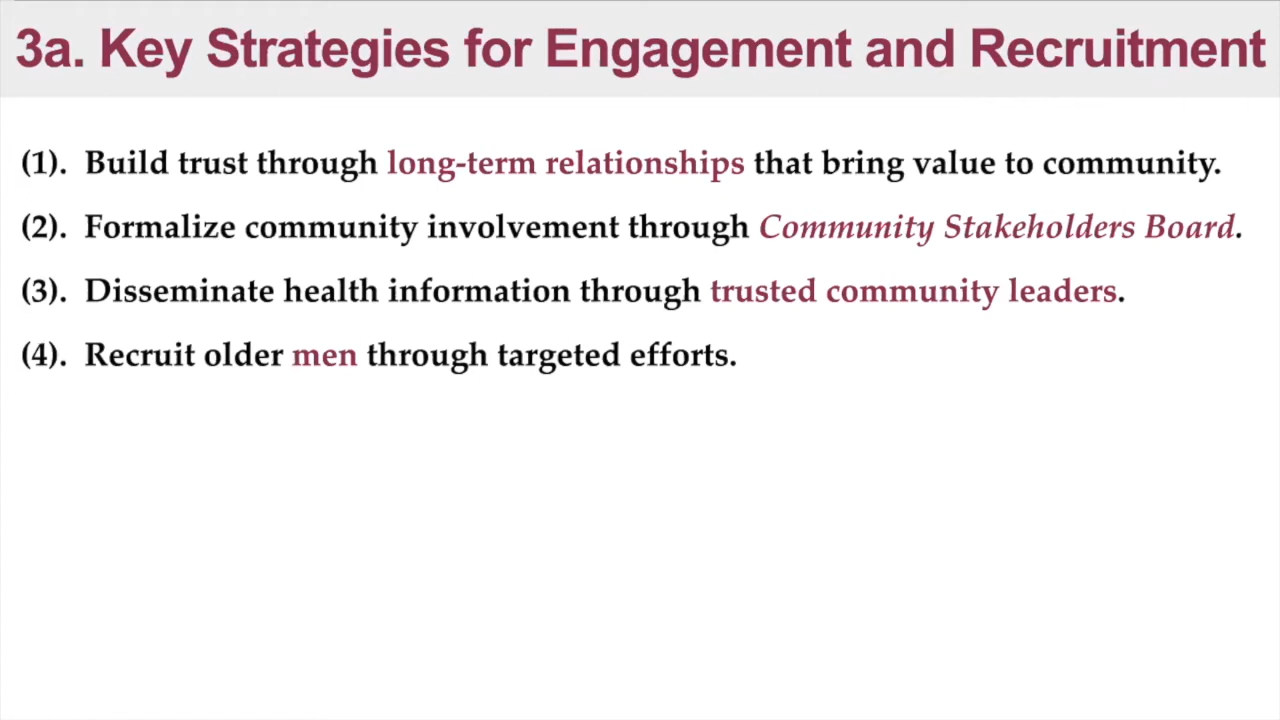 3a. Key Strategies for Engagement and Recruitment
(1). Build trust through long-term relationships that bring value to community.
(2). Formalize community involvement through Community Stakeholders Board.
(3). Disseminate health information through trusted community leaders.
(4). Recruit older men through targeted efforts.